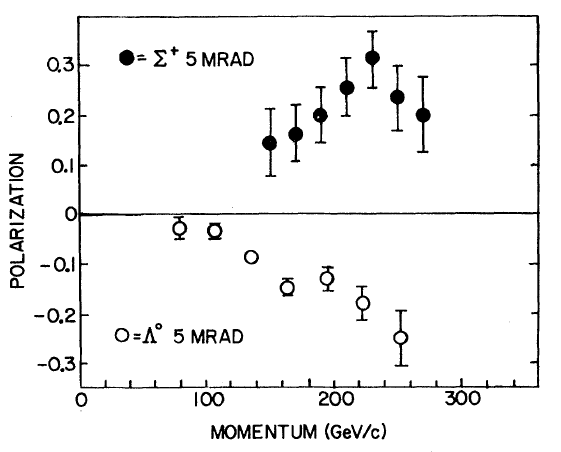 0.3
● = Σ⁺ 5 MRAD
0.2
0.1
0
-0.1
-0.2
-0.3
○ = Λ° 5 MRAD
POLARIZATION
0 100 200 300
MOMENTUM (GeV/c)